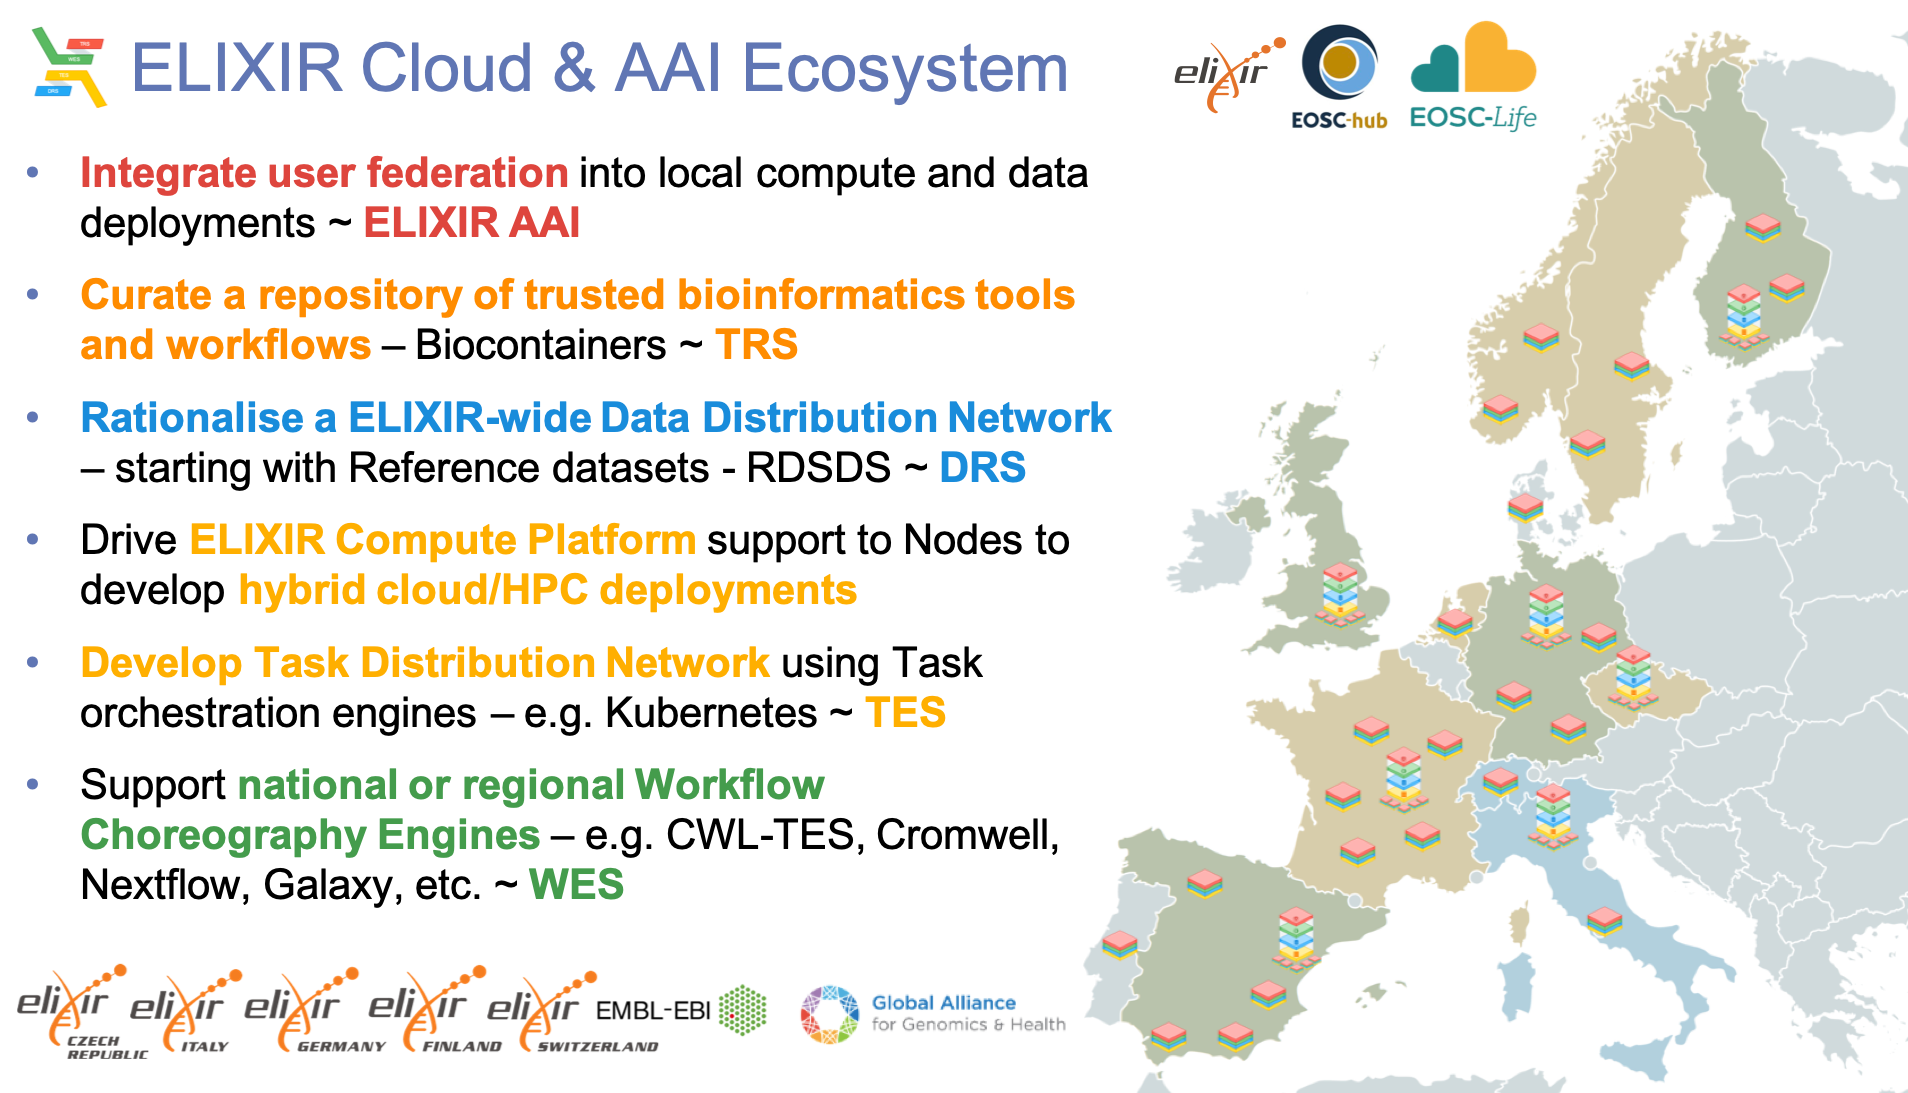 TRS
WES
TES
DRS
ELIXIR Cloud & AAI Ecosystem
elixir
EOSC-hub
EOSC-Life
• Integrate user federation into local compute and data
deployments ~ ELIXIR AAI
• Curate a repository of trusted bioinformatics tools
and workflows – Biocontainers ~ TRS
• Rationalise a ELIXIR-wide Data Distribution Network
– starting with Reference datasets - RDSDS ~ DRS
• Drive ELIXIR Compute Platform support to Nodes to
develop hybrid cloud/HPC deployments
• Develop Task Distribution Network using Task
orchestration engines – e.g. Kubernetes ~ TES
• Support national or regional Workflow
Choreography Engines – e.g. CWL-TES, Cromwell,
Nextflow, Galaxy, etc. ~ WES
elixir
CZECH
REPUBLIC
elixir
ITALY
elixir
GERMANY
elixir
FINLAND
elixir
SWITZERLAND
EMBL-EBI
Global Alliance
for Genomics & Health